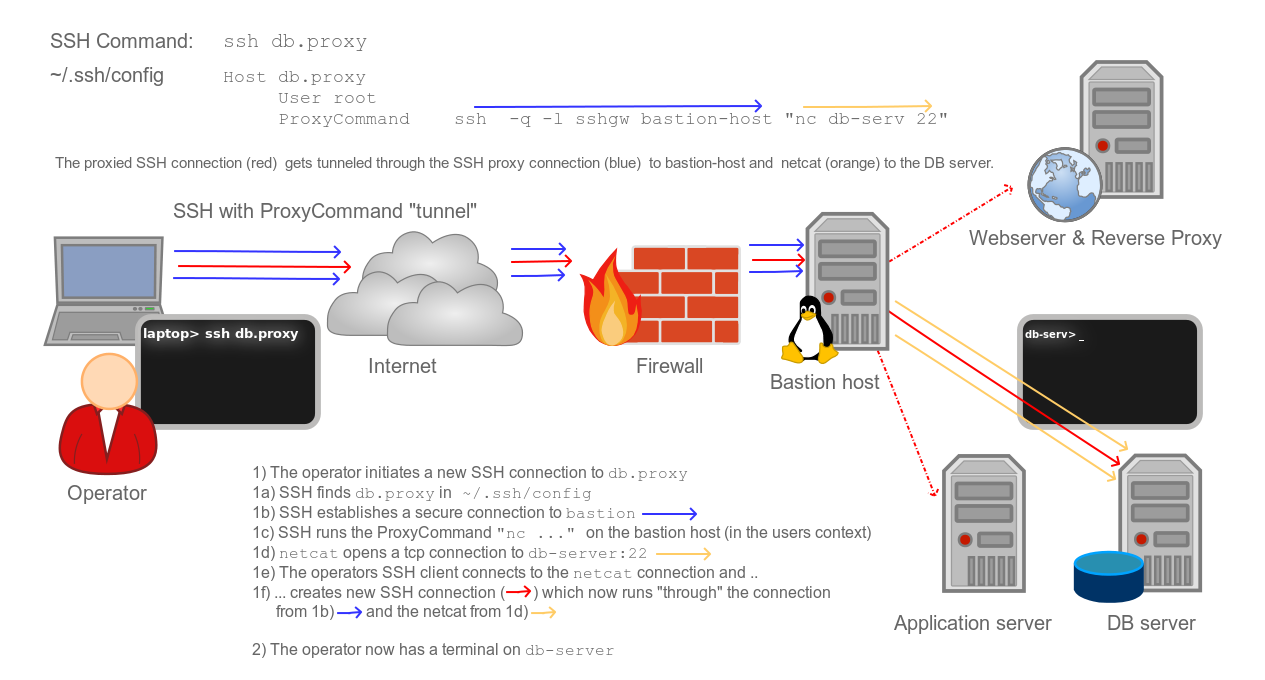 SSH Command: ssh db.proxy
~/.ssh/config Host db.proxy
User root
ProxyCommand ssh -q -l sshgw bastion-host "nc db-serv 22"
The proxied SSH connection (red) gets tunneled through the SSH proxy connection (blue) to bastion-host and netcat (orange) to the DB server.
SSH with ProxyCommand "tunnel"
Webserver & Reverse Proxy
laptop> ssh db.proxy
db-serv> _
Internet
Firewall
Bastion host
Operator
1) The operator initiates a new SSH connection to db.proxy
1a) SSH finds db.proxy in ~/.ssh/config
1b) SSH establishes a secure connection to bastion
1c) SSH runs the ProxyCommand "nc ..." on the bastion host (in the users context)
1d) netcat opens a tcp connection to db-server:22
1e) The operators SSH client connects to the netcat connection and ..
1f) ... creates new SSH connection ( ) which now runs "through" the connection
from 1b) and the netcat from 1d)
2) The operator now has a terminal on db-server
Application server
DB server